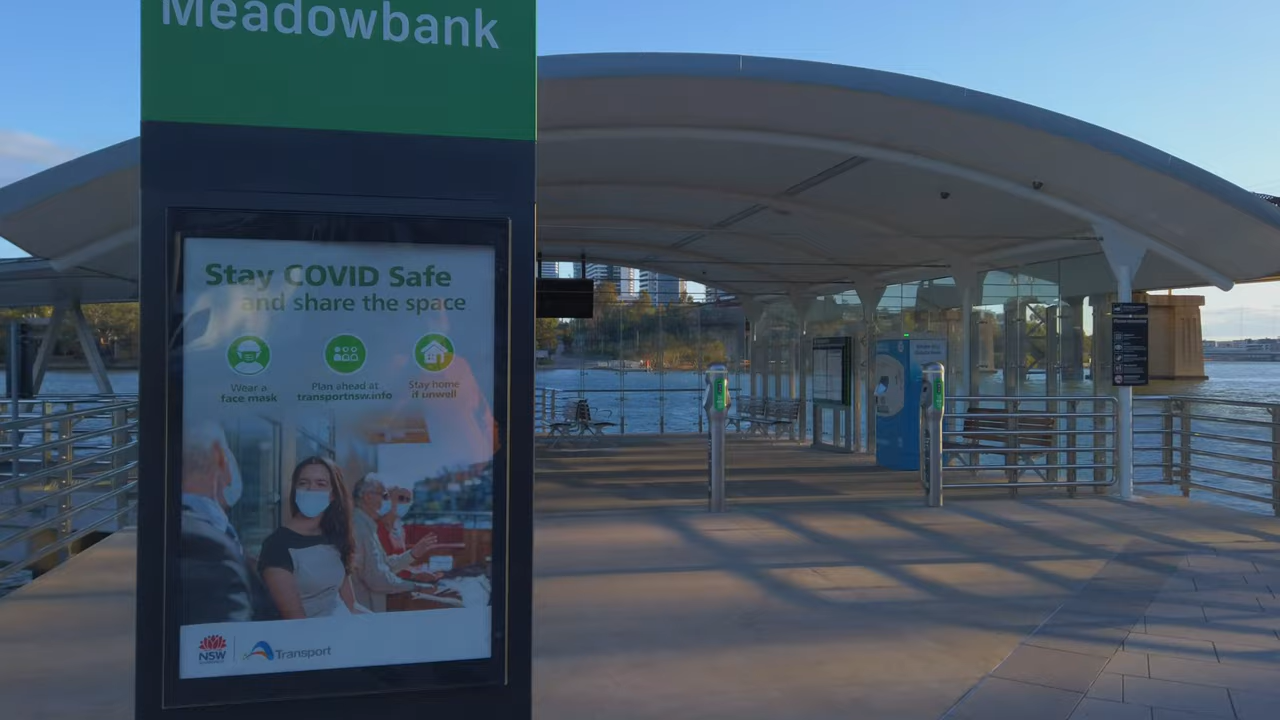 Meadowbank
Stay COVID Safe
and share the space
Wear a
face mask
Plan ahead at
transportnsw.info
Stay home
if unwell
NSW
Transport